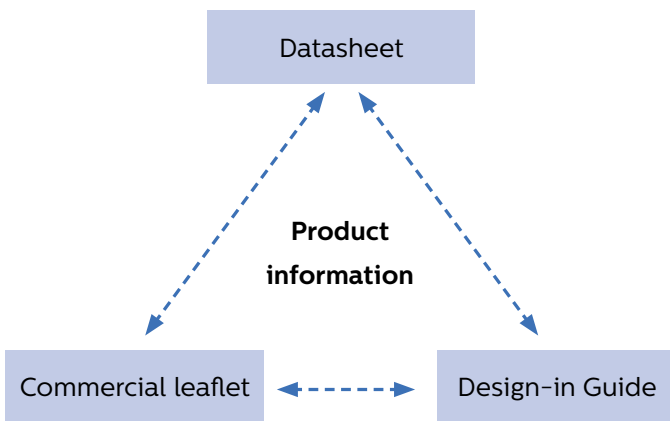 Datasheet
Product
information
Commercial leaflet
Design-in Guide